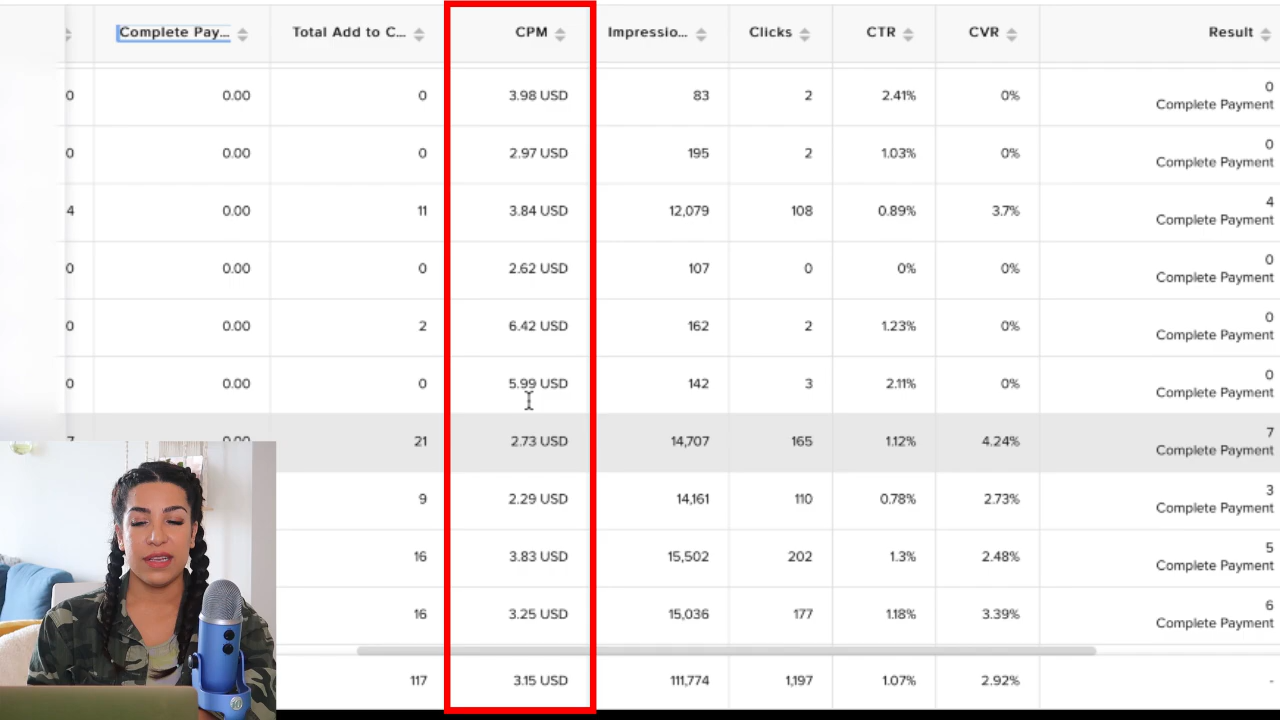 Complete Pay... Total Add to C... CPM Impressio... Clicks CTR CVR Result
0 0.00 0 3.98 USD 83 2 2.41% 0% 0
Complete Payment
0 0.00 0 2.97 USD 195 2 1.03% 0% 0
Complete Payment
4 0.00 11 3.84 USD 12,079 108 0.89% 3.7% 4
Complete Payment
0 0.00 0 2.62 USD 107 0 0% 0% 0
Complete Payment
0 0.00 2 6.42 USD 162 2 1.23% 0% 0
Complete Payment
0 0.00 0 5.99 USD 142 3 2.11% 0% 0
Complete Payment
7 0.00 21 2.73 USD 14,707 165 1.12% 4.24% 7
Complete Payment
9 2.29 USD 14,161 110 0.78% 2.73% 3
Complete Payment
16 3.83 USD 15,502 202 1.3% 2.48% 5
Complete Payment
16 3.25 USD 15,036 177 1.18% 3.39% 6
Complete Payment
117 3.15 USD 111,774 1,197 1.07% 2.92% -